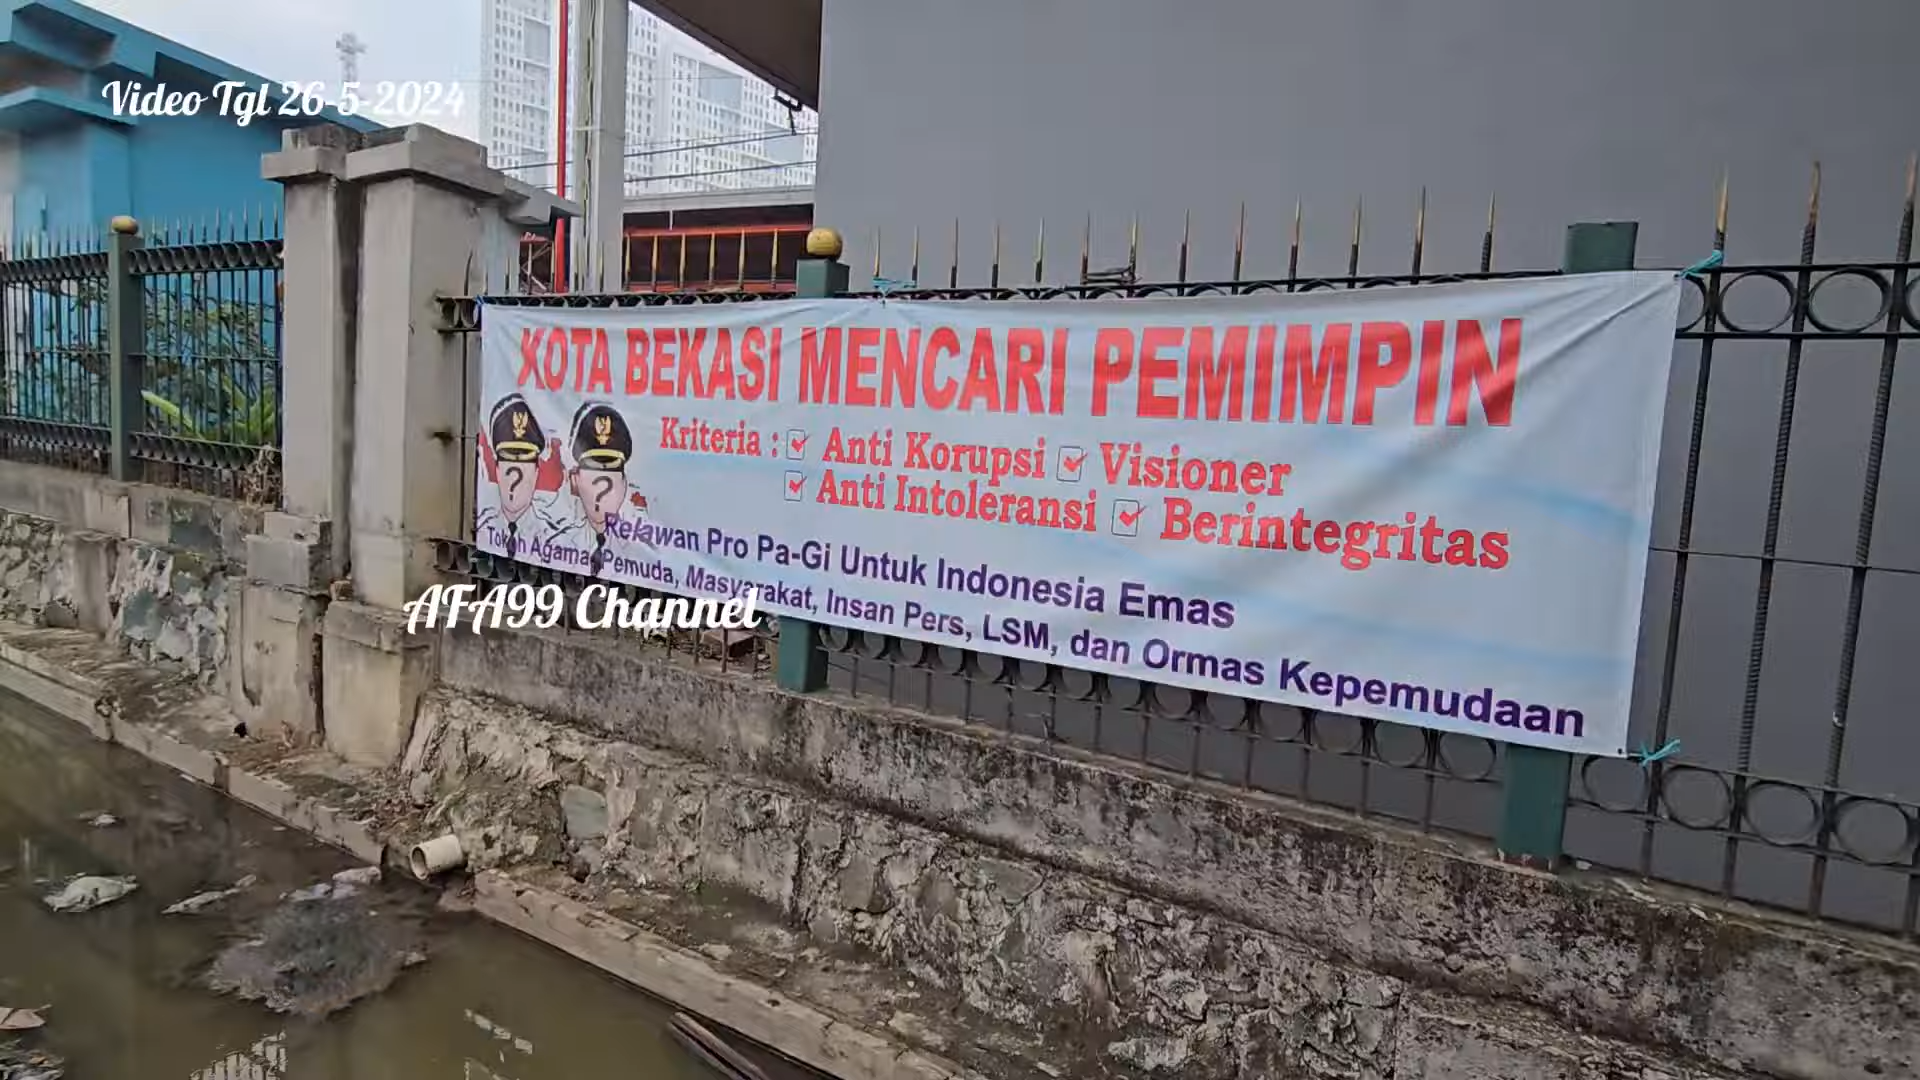 Video Tgl 26-5-2024
KOTA BEKASI MENCARI PEMIMPIN
Kriteria : Anti Korupsi Visioner
Anti Intoleransi Berintegritas
? ?
Relawan Pro Pa-Gi Untuk Indonesia Emas
Tokoh Agama, Pemuda, Masyarakat, Insan Pers, LSM, dan Ormas Kepemudaan
AFA99 Channel